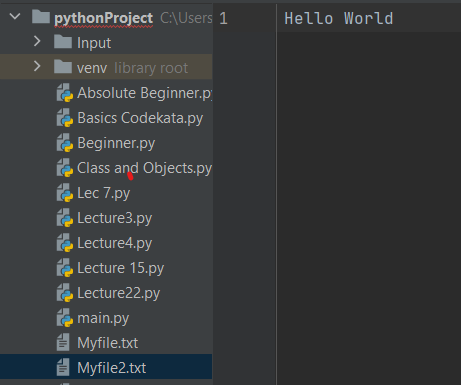 pythonProject C:\Users
Input
venv library root
Absolute Beginner.py
Basics Codekata.py
Beginner.py
Class and Objects.py
Lec 7.py
Lecture3.py
Lecture4.py
Lecture 15.py
Lecture22.py
main.py
Myfile.txt
Myfile2.txt
1 Hello World